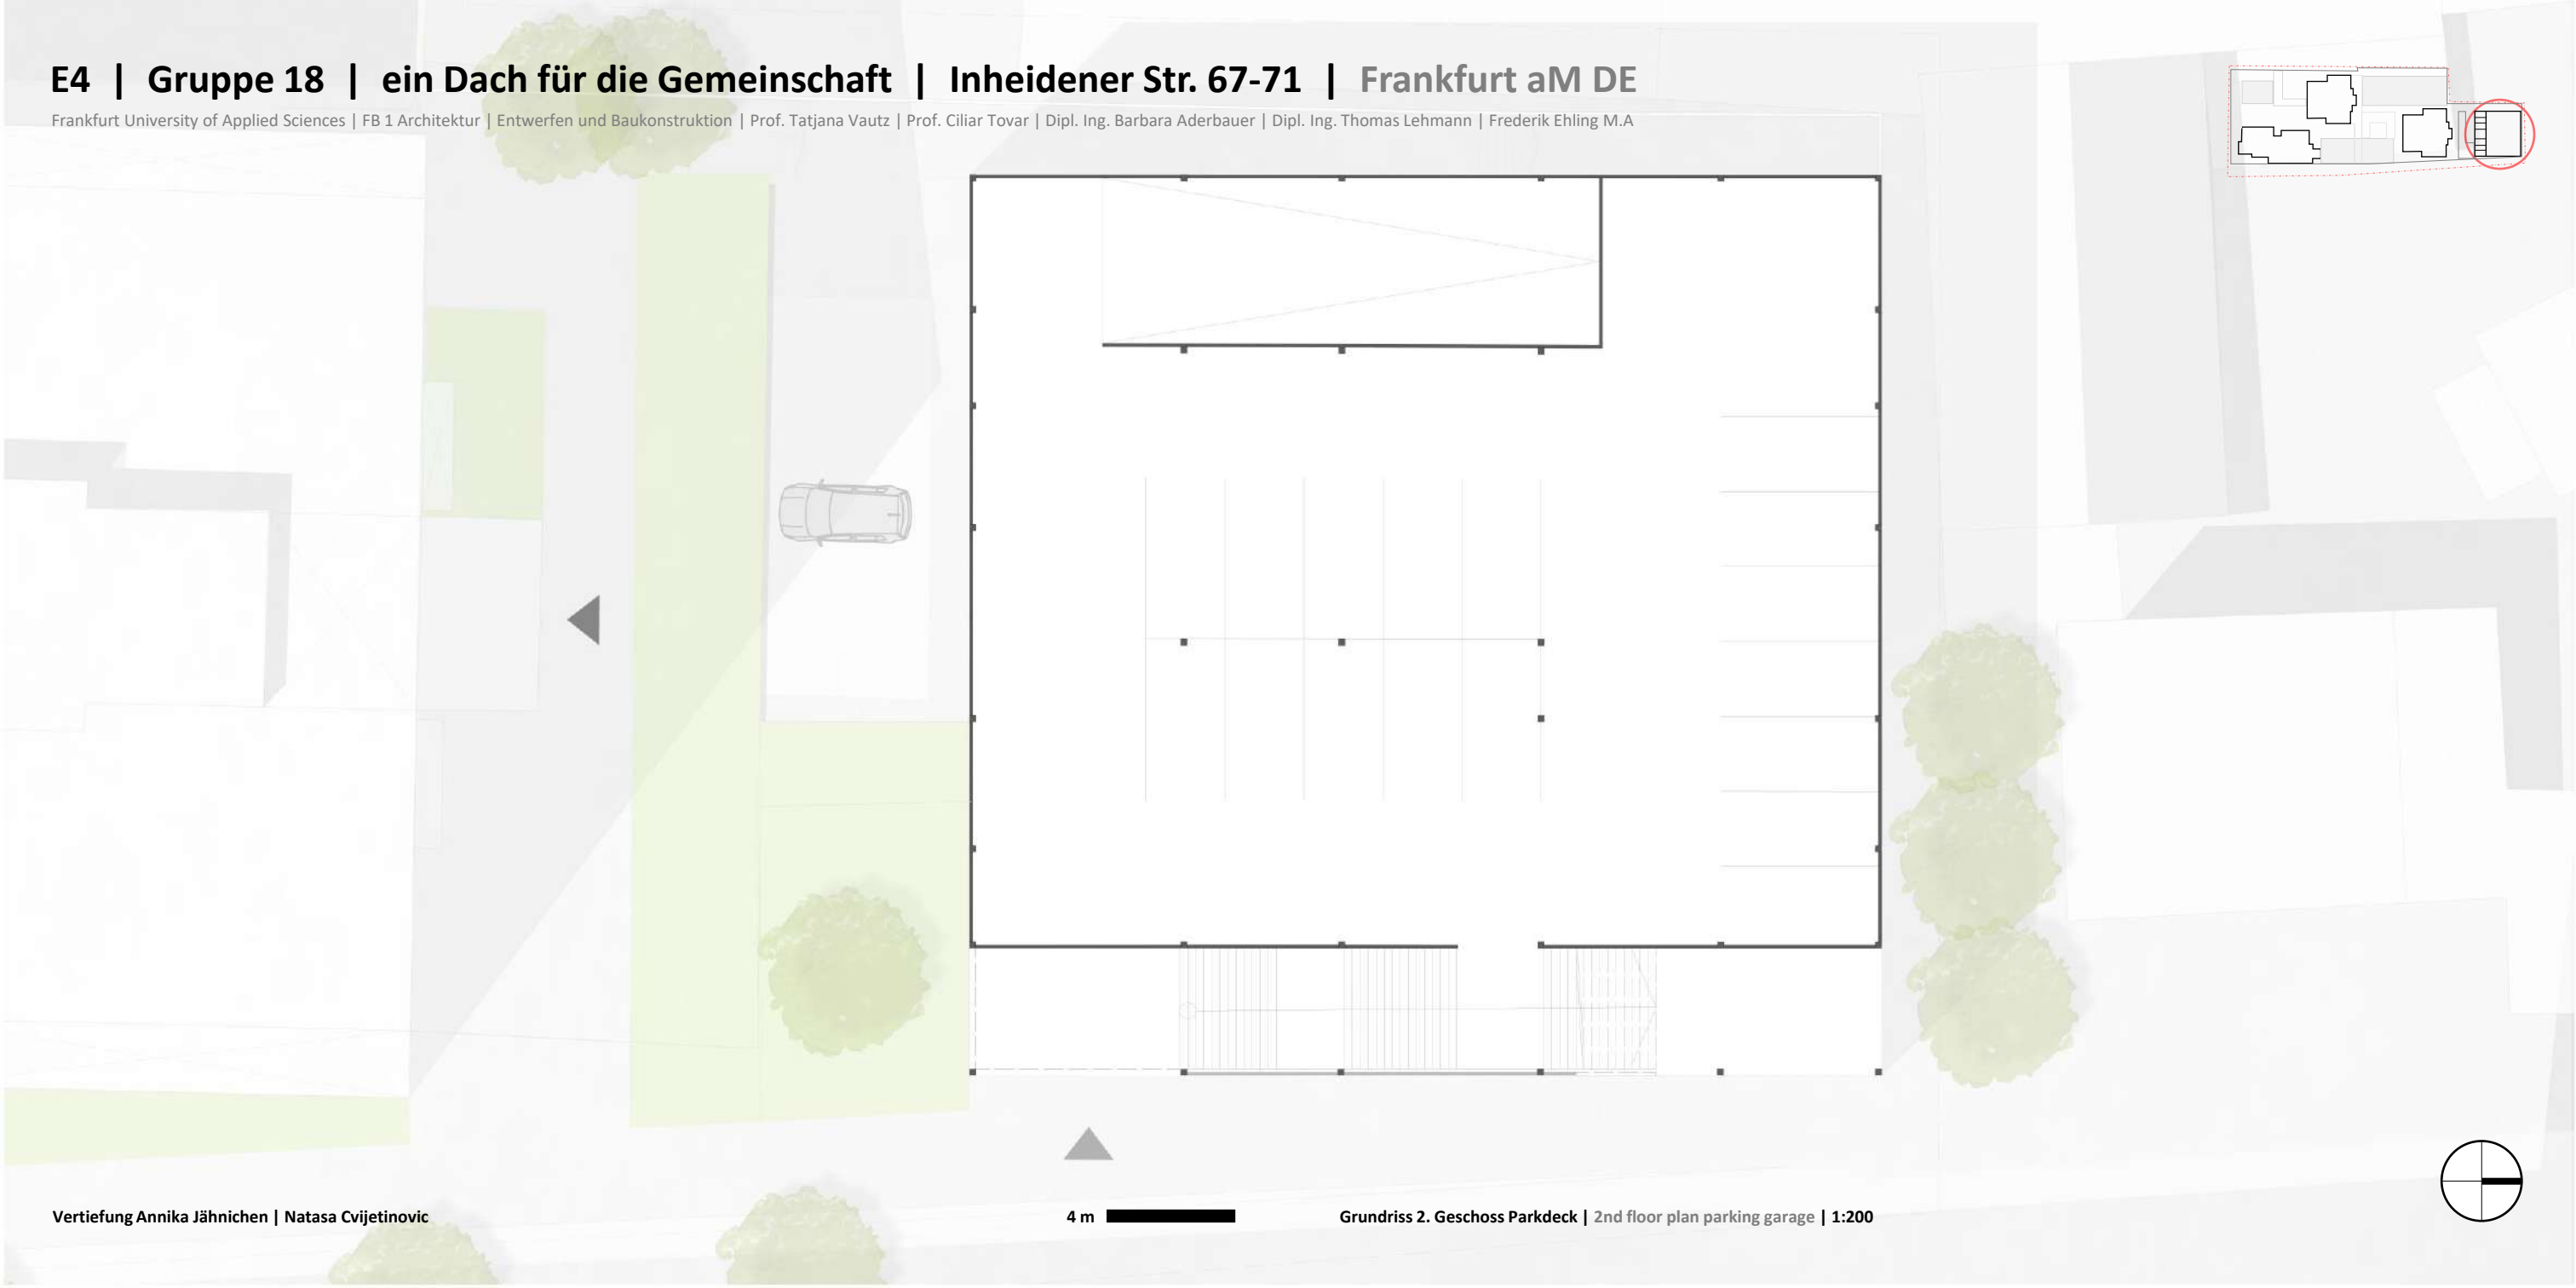 E4 | Gruppe 18 | ein Dach für die Gemeinschaft | Inheidener Str. 67-71 | Frankfurt aM DE
Frankfurt University of Applied Sciences | FB 1 Architektur | Entwerfen und Baukonstruktion | Prof. Tatjana Vautz | Prof. Ciliar Tovar | Dipl. Ing. Barbara Aderbauer | Dipl. Ing. Thomas Lehmann | Frederik Ehling M.A
Vertiefung Annika Jähnichen | Natasa Cvijetinovic
4 m
Grundriss 2. Geschoss Parkdeck | 2nd floor plan parking garage | 1:200